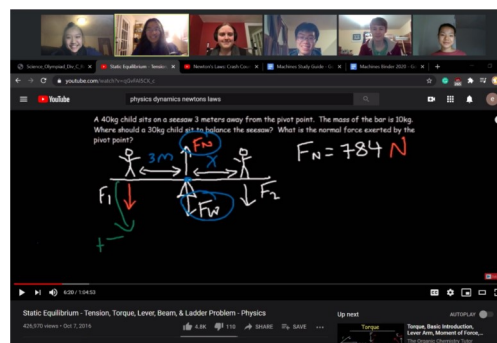 Science_Olympiad_Div_C_
Static Equilibrium - Tension, To
Newton's Laws: Crash Cou
Machines Study Guide - G
Machines Binder 2020 - G
youtube.com
YouTube
physics dynamics newtons laws
A 40kg child sits on a seesaw 3 meters away from the pivot point. The mass of the bar is 10kg.
Where should a 30kg child sit to balance the seesaw? What is the normal force exerted by the
pivot point?
FN = 784 N
FN
3m
X
F1
FW
F2
+
6:20 / 1:04:53
Static Equilibrium - Tension, Torque, Lever, Beam, & Ladder Problem - Physics
426,970 views • Oct 7, 2016
4.8K
110
SHARE
SAVE
Up next
AUTOPLAY
Torque
Torque, Basic Introduction,
Lever Arm, Moment of Force,...
The Organic Chemistry Tutor